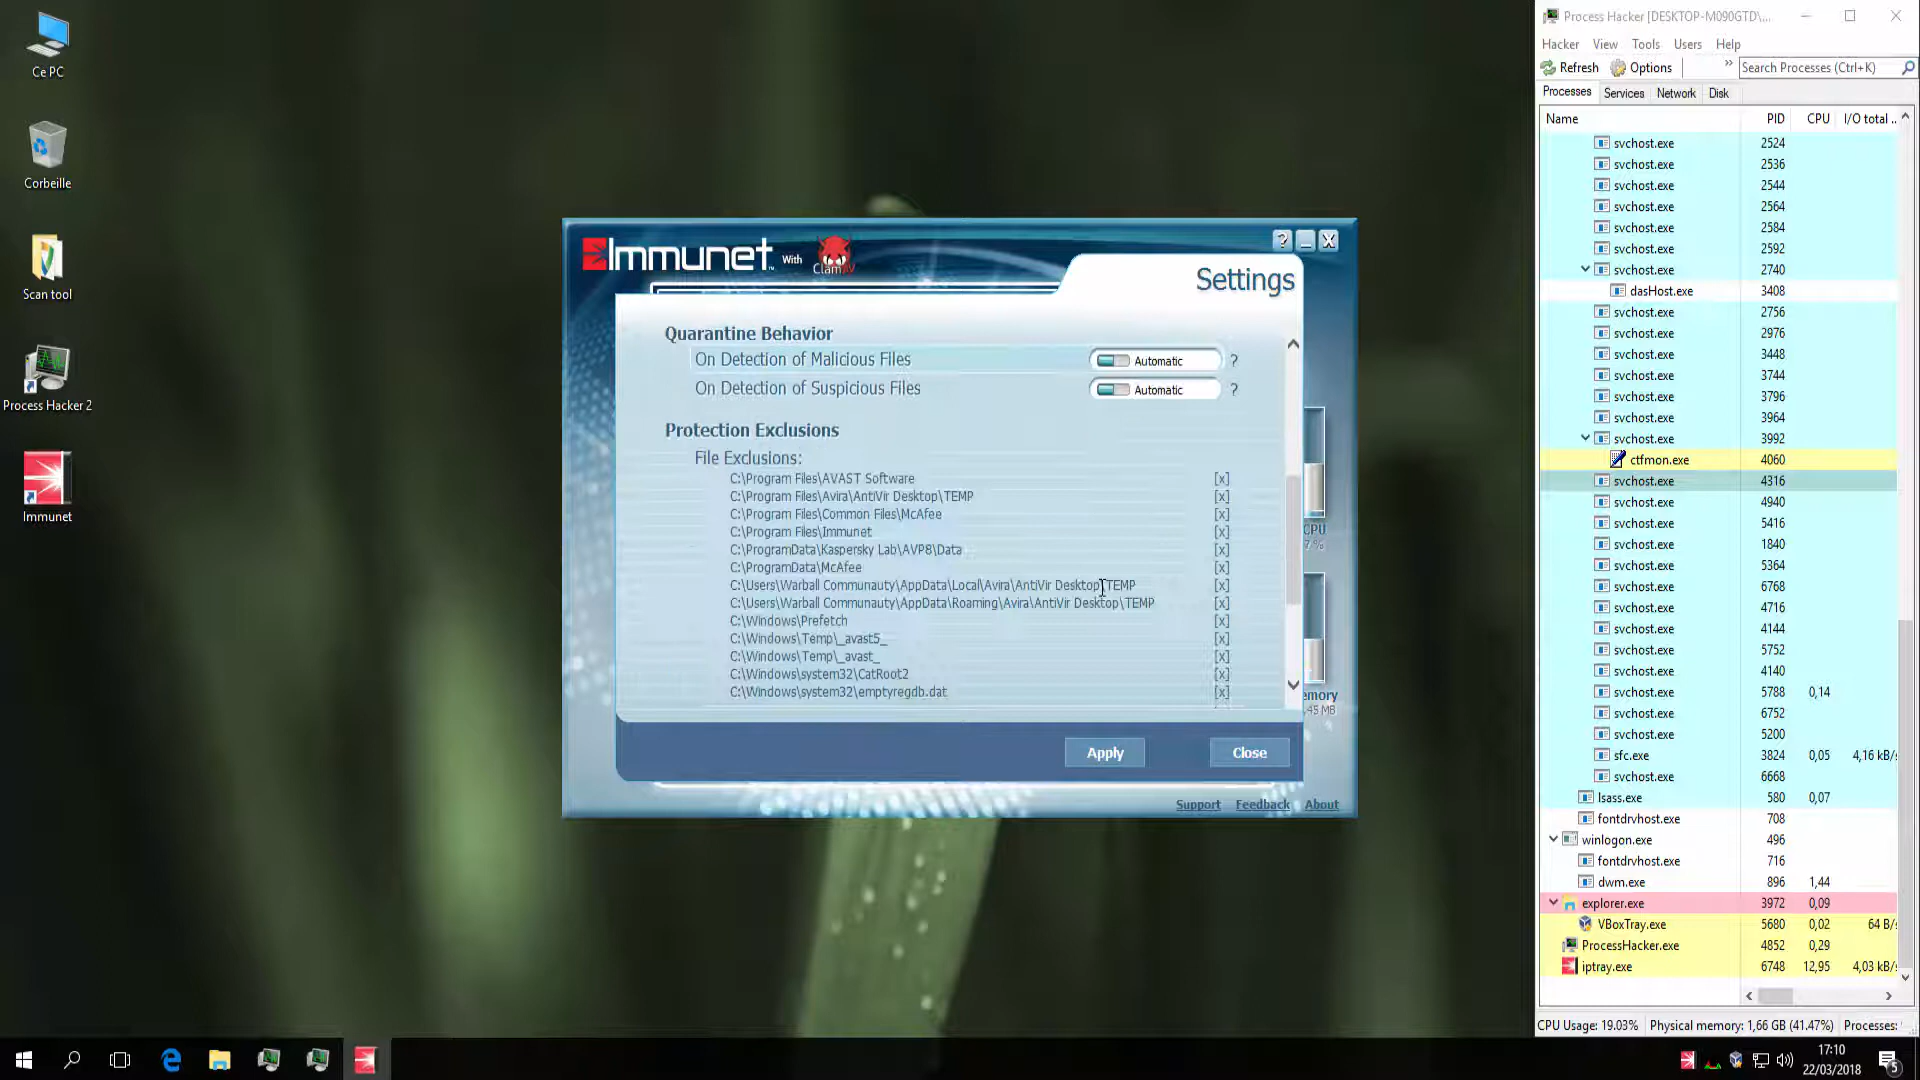 Ce PC
Corbeille
Scan tool
Process Hacker 2
Immunet
Immunet With ClamAV
?
Settings
Quarantine Behavior
On Detection of Malicious Files Automatic ?
On Detection of Suspicious Files Automatic ?
Protection Exclusions
File Exclusions:
C:\Program Files\AVAST Software [x]
C:\Program Files\Avira\AntiVir Desktop\TEMP [x]
C:\Program Files\Common Files\McAfee [x]
C:\Program Files\Immunet [x]
C:\ProgramData\Kaspersky Lab\AVP8\Data [x]
C:\ProgramData\McAfee [x]
C:\Users\Warball Communauty\AppData\Local\Avira\AntiVir Desktop\TEMP [x]
C:\Users\Warball Communauty\AppData\Roaming\Avira\AntiVir Desktop\TEMP [x]
C:\Windows\Prefetch [x]
C:\Windows\Temp\_avast5_ [x]
C:\Windows\Temp\_avast_ [x]
C:\Windows\system32\CatRoot2 [x]
C:\Windows\system32\emptyregdb.dat [x]
CPU
7 %
emory
,45 MB
Apply Close
Support Feedback About
Process Hacker [DESKTOP-M090GTD\...
Hacker View Tools Users Help
Refresh Options » Search Processes (Ctrl+K)
Processes Services Network Disk
Name PID CPU I/O total ..
svchost.exe 2524
svchost.exe 2536
svchost.exe 2544
svchost.exe 2564
svchost.exe 2584
svchost.exe 2592
svchost.exe 2740
dasHost.exe 3408
svchost.exe 2756
svchost.exe 2976
svchost.exe 3448
svchost.exe 3744
svchost.exe 3796
svchost.exe 3964
svchost.exe 3992
ctfmon.exe 4060
svchost.exe 4316
svchost.exe 4940
svchost.exe 5416
svchost.exe 1840
svchost.exe 5364
svchost.exe 6768
svchost.exe 4716
svchost.exe 4144
svchost.exe 5752
svchost.exe 4140
svchost.exe 5788 0,14
svchost.exe 6752
svchost.exe 5200
sfc.exe 3824 0,05 4,16 kB/s
svchost.exe 6668
lsass.exe 580 0,07
fontdrvhost.exe 708
winlogon.exe 496
fontdrvhost.exe 716
dwm.exe 896 1,44
explorer.exe 3972 0,09
VBoxTray.exe 5680 0,02 64 B/s
ProcessHacker.exe 4852 0,29
iptray.exe 6748 12,95 4,03 kB/s
CPU Usage: 19.03% Physical memory: 1,66 GB (41.47%) Processes:
17:10
22/03/2018
5